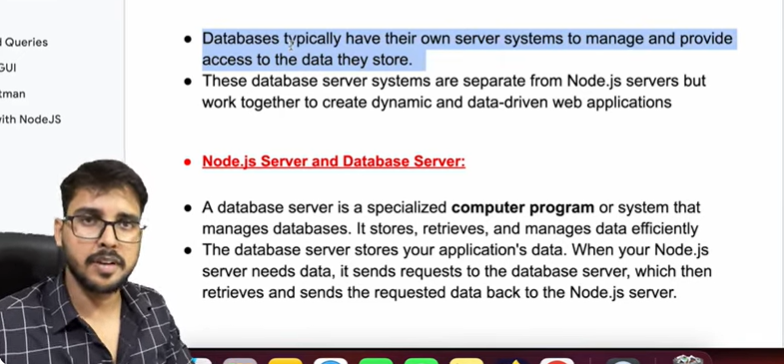 d Queries
GUI
tman
with NodeJS
● Databases typically have their own server systems to manage and provide
access to the data they store.
● These database server systems are separate from Node.js servers but
work together to create dynamic and data-driven web applications
● Node.js Server and Database Server:
● A database server is a specialized computer program or system that
manages databases. It stores, retrieves, and manages data efficiently
● The database server stores your application's data. When your Node.js
server needs data, it sends requests to the database server, which then
retrieves and sends the requested data back to the Node.js server.